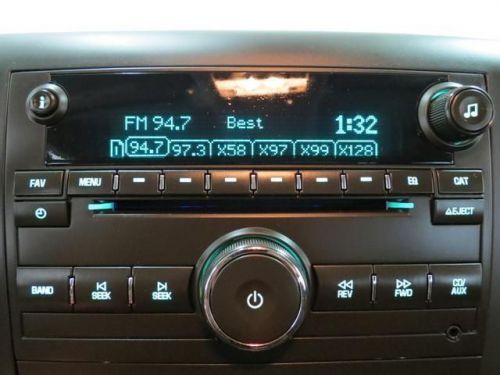 FM 94.7 Best 1:32
1 94.7 97.3 X58 X97 X99 X128
FAV MENU EQ CAT
EJECT
BAND SEEK SEEK REV FWD CD/AUX